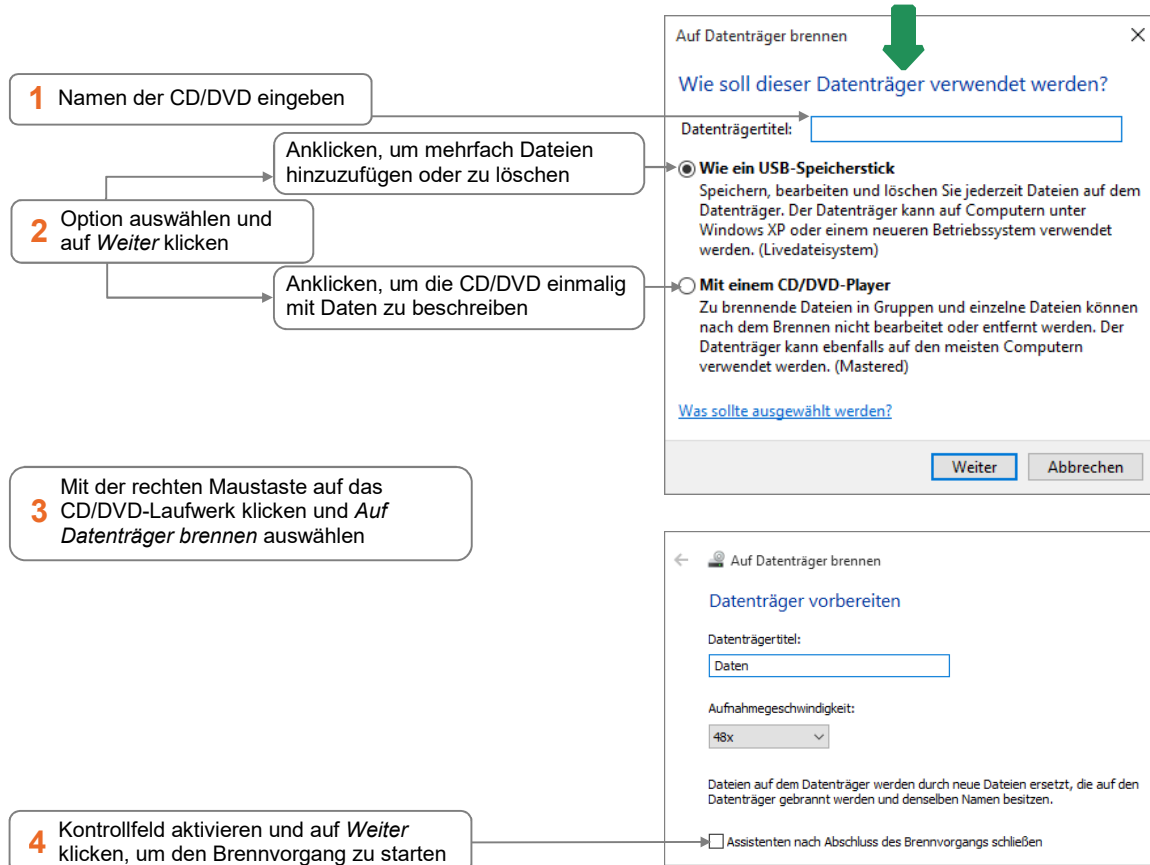 Auf Datenträger brennen
Wie soll dieser Datenträger verwendet werden?
1 Namen der CD/DVD eingeben
Datenträgertitel:
Anklicken, um mehrfach Dateien
hinzuzufügen oder zu löschen
Wie ein USB-Speicherstick
Speichern, bearbeiten und löschen Sie jederzeit Dateien auf dem
Datenträger. Der Datenträger kann auf Computern unter
Windows XP oder einem neueren Betriebssystem verwendet
werden. (Livedateisystem)
2 Option auswählen und
auf Weiter klicken
Anklicken, um die CD/DVD einmalig
mit Daten zu beschreiben
Mit einem CD/DVD-Player
Zu brennende Dateien in Gruppen und einzelne Dateien können
nach dem Brennen nicht bearbeitet oder entfernt werden. Der
Datenträger kann ebenfalls auf den meisten Computern
verwendet werden. (Mastered)
Was sollte ausgewählt werden?
Weiter Abbrechen
3 Mit der rechten Maustaste auf das
CD/DVD-Laufwerk klicken und Auf
Datenträger brennen auswählen
Auf Datenträger brennen
Datenträger vorbereiten
Datenträgertitel:
Daten
Aufnahmegeschwindigkeit:
48x
Dateien auf dem Datenträger werden durch neue Dateien ersetzt, die auf den
Datenträger gebrannt werden und denselben Namen besitzen.
4 Kontrollfeld aktivieren und auf Weiter
klicken, um den Brennvorgang zu starten
Assistenten nach Abschluss des Brennvorgangs schließen